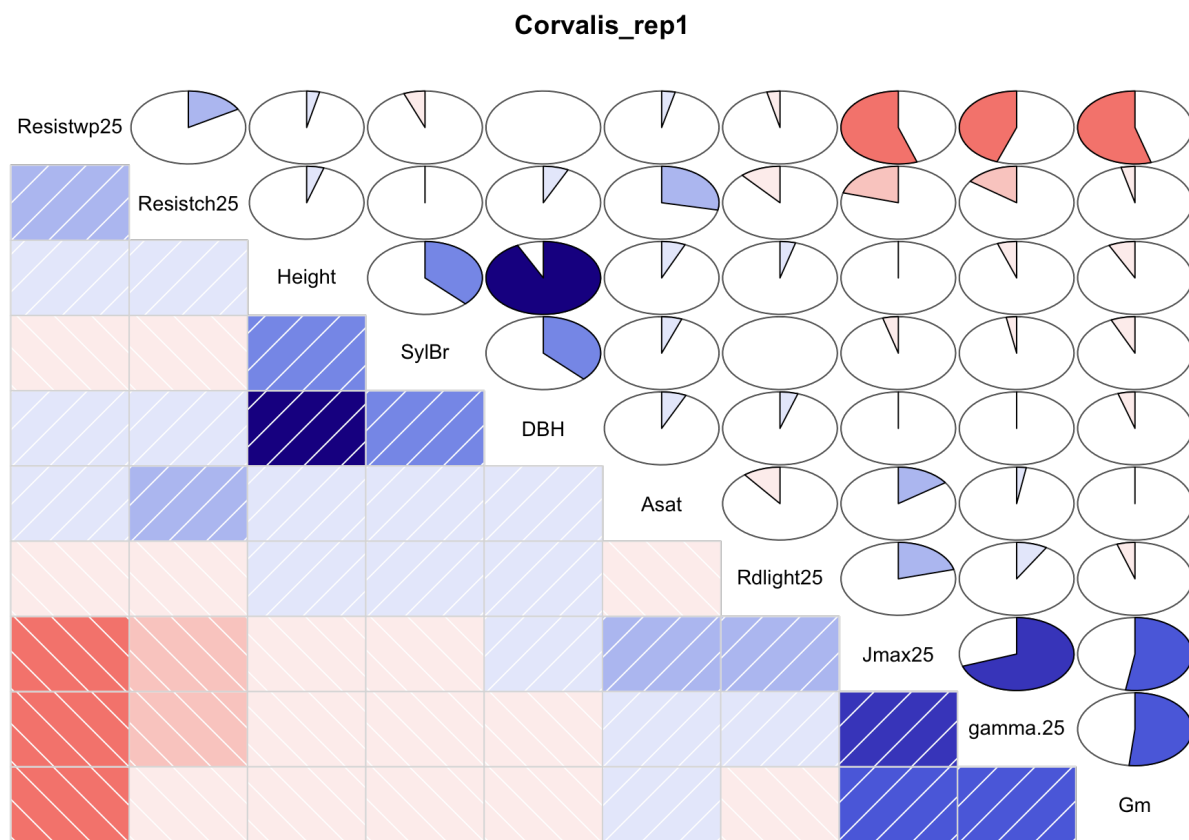 Corvalis_rep1
Resistwp25
Resistch25
Height
SylBr
DBH
Asat
Rdlight25
Jmax25
gamma.25
Gm